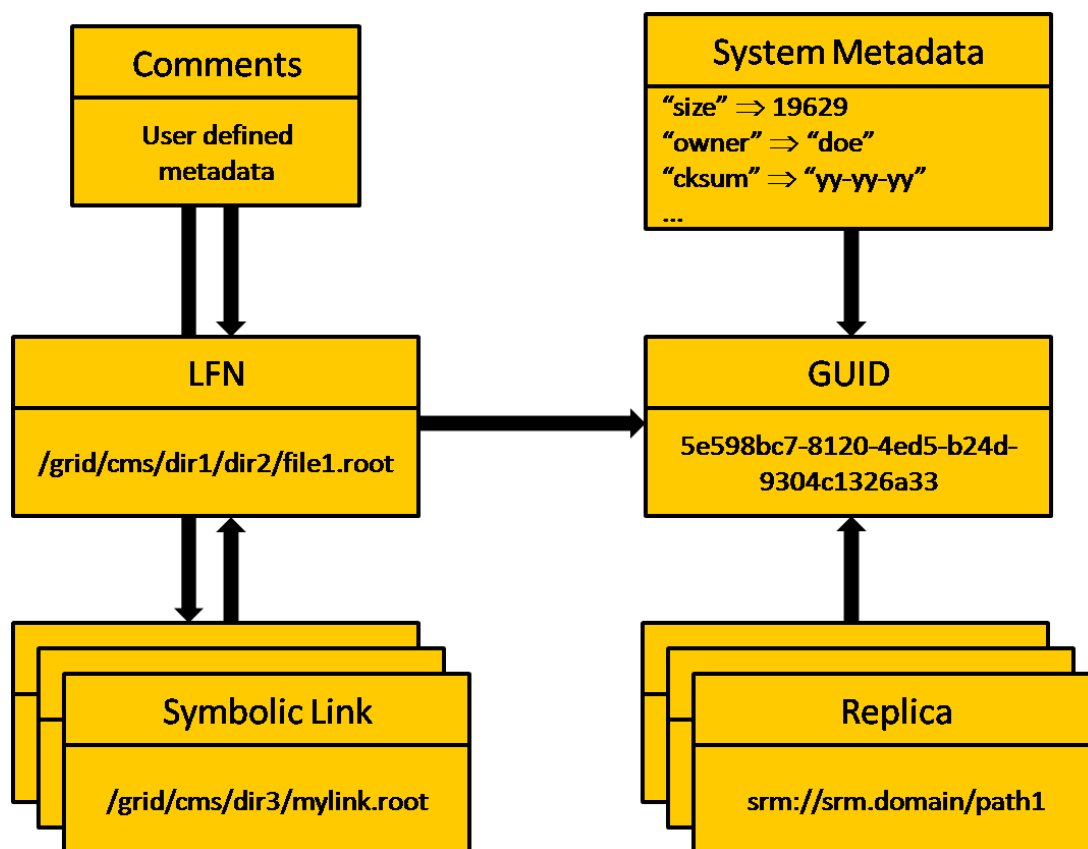 Comments
User defined
metadata
System Metadata
“size” ⇒ 19629
“owner” ⇒ “doe”
“cksum” ⇒ “yy-yy-yy”
...
LFN
/grid/cms/dir1/dir2/file1.root
GUID
5e598bc7-8120-4ed5-b24d-
9304c1326a33
Symbolic Link
/grid/cms/dir3/mylink.root
Replica
srm://srm.domain/path1